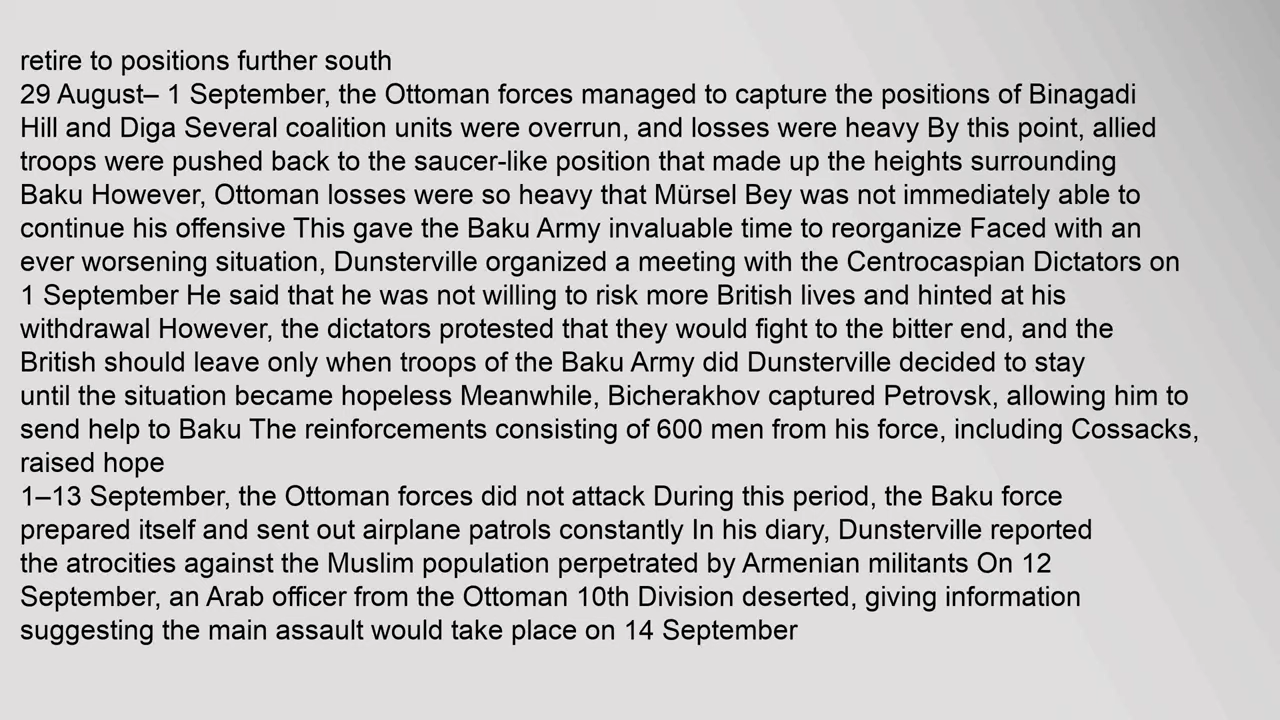 retire to positions further south
29 August– 1 September, the Ottoman forces managed to capture the positions of Binagadi
Hill and Diga Several coalition units were overrun, and losses were heavy By this point, allied
troops were pushed back to the saucer-like position that made up the heights surrounding
Baku However, Ottoman losses were so heavy that Mürsel Bey was not immediately able to
continue his offensive This gave the Baku Army invaluable time to reorganize Faced with an
ever worsening situation, Dunsterville organized a meeting with the Centrocaspian Dictators on
1 September He said that he was not willing to risk more British lives and hinted at his
withdrawal However, the dictators protested that they would fight to the bitter end, and the
British should leave only when troops of the Baku Army did Dunsterville decided to stay
until the situation became hopeless Meanwhile, Bicherakhov captured Petrovsk, allowing him to
send help to Baku The reinforcements consisting of 600 men from his force, including Cossacks,
raised hope
1–13 September, the Ottoman forces did not attack During this period, the Baku force
prepared itself and sent out airplane patrols constantly In his diary, Dunsterville reported
the atrocities against the Muslim population perpetrated by Armenian militants On 12
September, an Arab officer from the Ottoman 10th Division deserted, giving information
suggesting the main assault would take place on 14 September